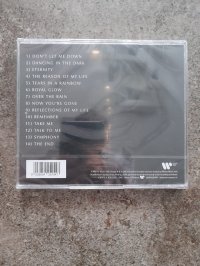 1) DON'T LET ME DOWN
2) DANCING IN THE DARK
3) ETERNITY
4) THE REASON OF MY LIFE
5) TEARS IN A RAINBOW
6) ROYAL GLOW
7) OVER THE RAIN
8) NOW YOU'RE GONE
9) REFLECTIONS OF MY LIFE
10) REMEMBER
11) TAKE ME
12) TALK TO ME
13) SYMPHONY
14) THE END